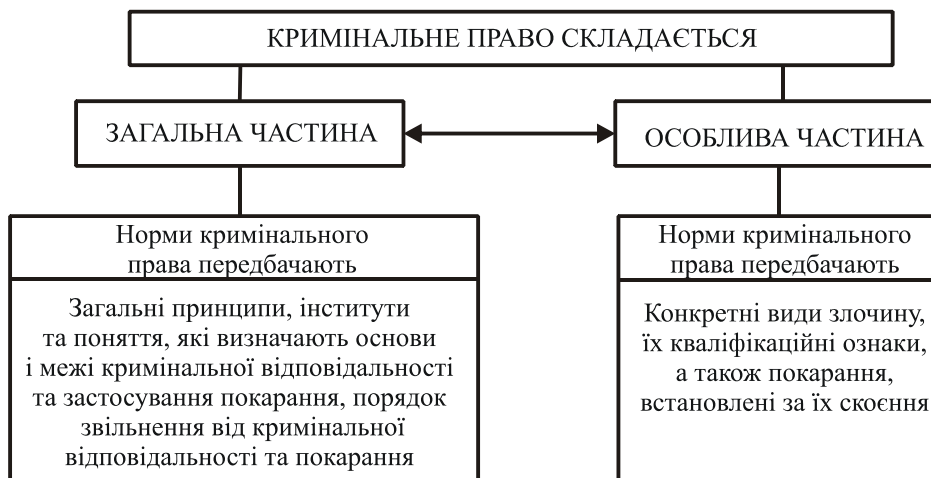 КРИМІНАЛЬНЕ ПРАВО СКЛАДАЄТЬСЯ
ЗАГАЛЬНА ЧАСТИНА
ОСОБЛИВА ЧАСТИНА
Норми кримінального
права передбачають
Загальні принципи, інститути
та поняття, які визначають основи
і межі кримінальної відповідальності
та застосування покарання, порядок
звільнення від кримінальної
відповідальності та покарання
Норми кримінального
права передбачають
Конкретні види злочину,
їх кваліфікаційні ознаки,
а також покарання,
встановлені за їх скоєння